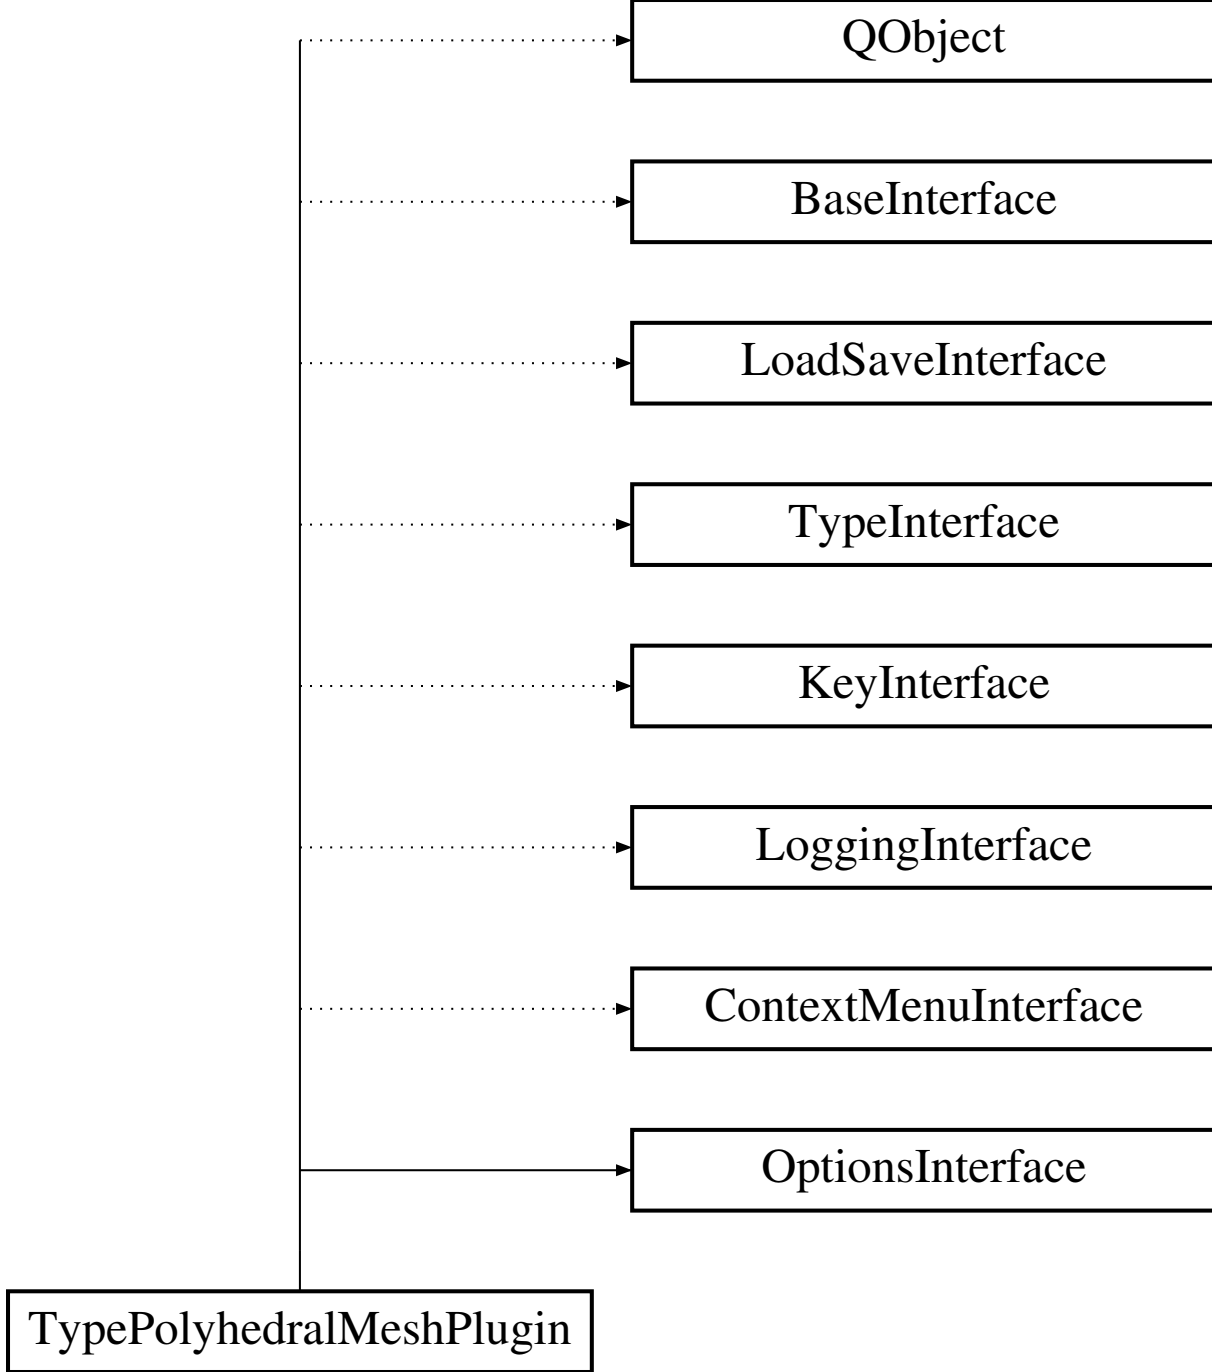 QObject
BaseInterface
LoadSaveInterface
TypeInterface
KeyInterface
LoggingInterface
ContextMenuInterface
OptionsInterface
TypePolyhedralMeshPlugin